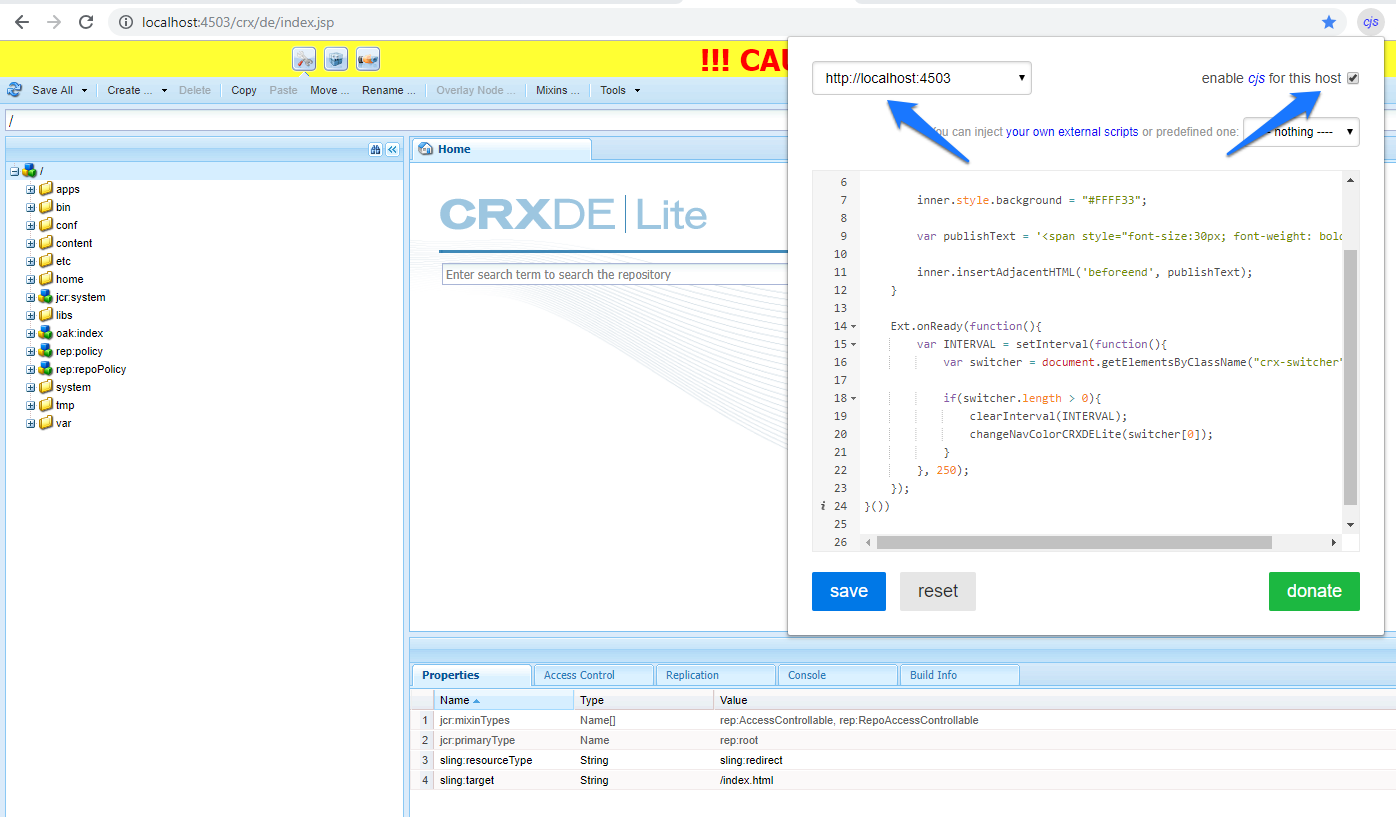 localhost:4503/crx/de/index.jsp
cjs
!!! CAU
http://localhost:4503
enable cjs for this host
Save All Create ... Delete Copy Paste Move ... Rename ... Overlay Node ... Mixins ... Tools
/
you can inject your own external scripts or predefined one: nothing ----
Home
/
apps
bin
conf
content
etc
home
jcr:system
libs
oak:index
rep:policy
rep:repoPolicy
system
tmp
var
CRXDE Lite
Enter search term to search the repository
6
7 inner.style.background = "#FFFF33";
8
9 var publishText = '<span style="font-size:30px; font-weight: bold
10
11 inner.insertAdjacentHTML('beforeend', publishText);
12 }
13
14 Ext.onReady(function(){
15 var INTERVAL = setInterval(function(){
16 var switcher = document.getElementsByClassName("crx-switcher"
17
18 if(switcher.length > 0){
19 clearInterval(INTERVAL);
20 changeNavColorCRXDELite(switcher[0]);
21 }
22 }, 250);
23 });
i 24 }())
25
26
save reset donate
Properties Access Control Replication Console Build Info
Name Type Value
1 jcr:mixinTypes Name[] rep:AccessControllable, rep:RepoAccessControllable
2 jcr:primaryType Name rep:root
3 sling:resourceType String sling:redirect
4 sling:target String /index.html